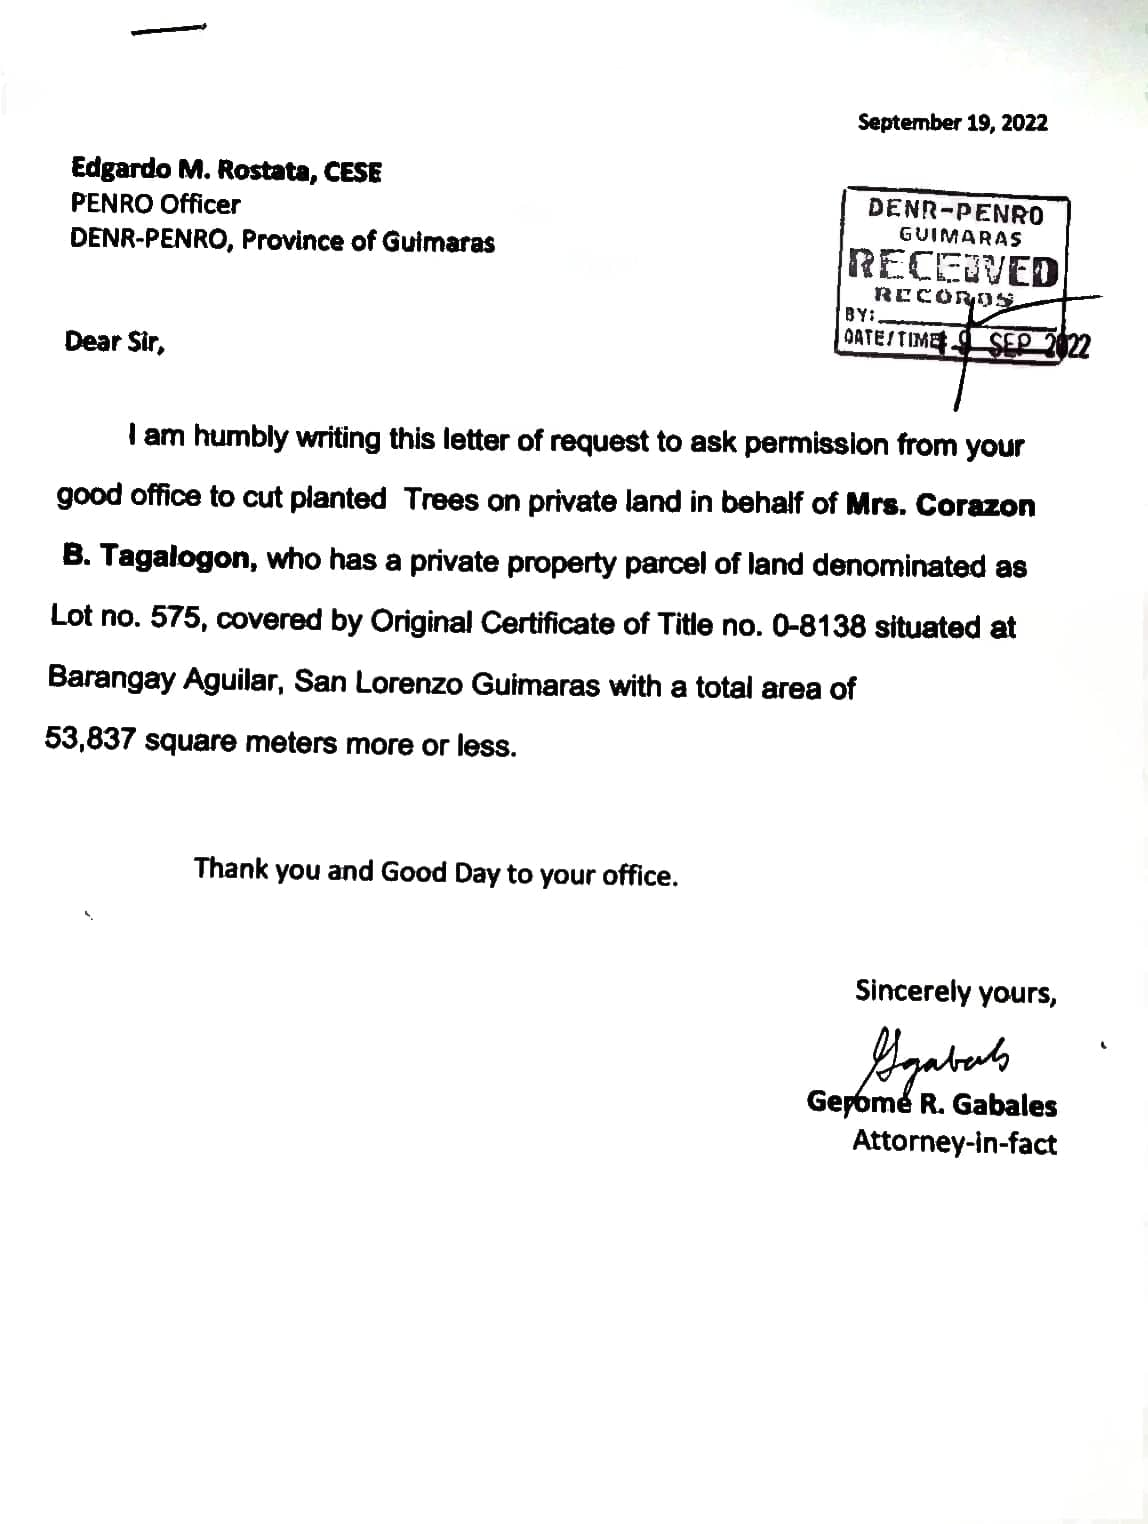 September 19, 2022
Edgardo M. Rostata, CESE
PENRO Officer
DENR-PENRO, Province of Guimaras
DENR-PENRO
GUIMARAS
RECEIVED
RECORDS
BY:
DATE/TIME 19 SEP 2022
Dear Sir,
I am humbly writing this letter of request to ask permission from your
good office to cut planted Trees on private land in behalf of Mrs. Corazon
B. Tagalogon, who has a private property parcel of land denominated as
Lot no. 575, covered by Original Certificate of Title no. 0-8138 situated at
Barangay Aguilar, San Lorenzo Guimaras with a total area of
53,837 square meters more or less.
Thank you and Good Day to your office.
Sincerely yours,
Ggabales
Gerome R. Gabales
Attorney-in-fact